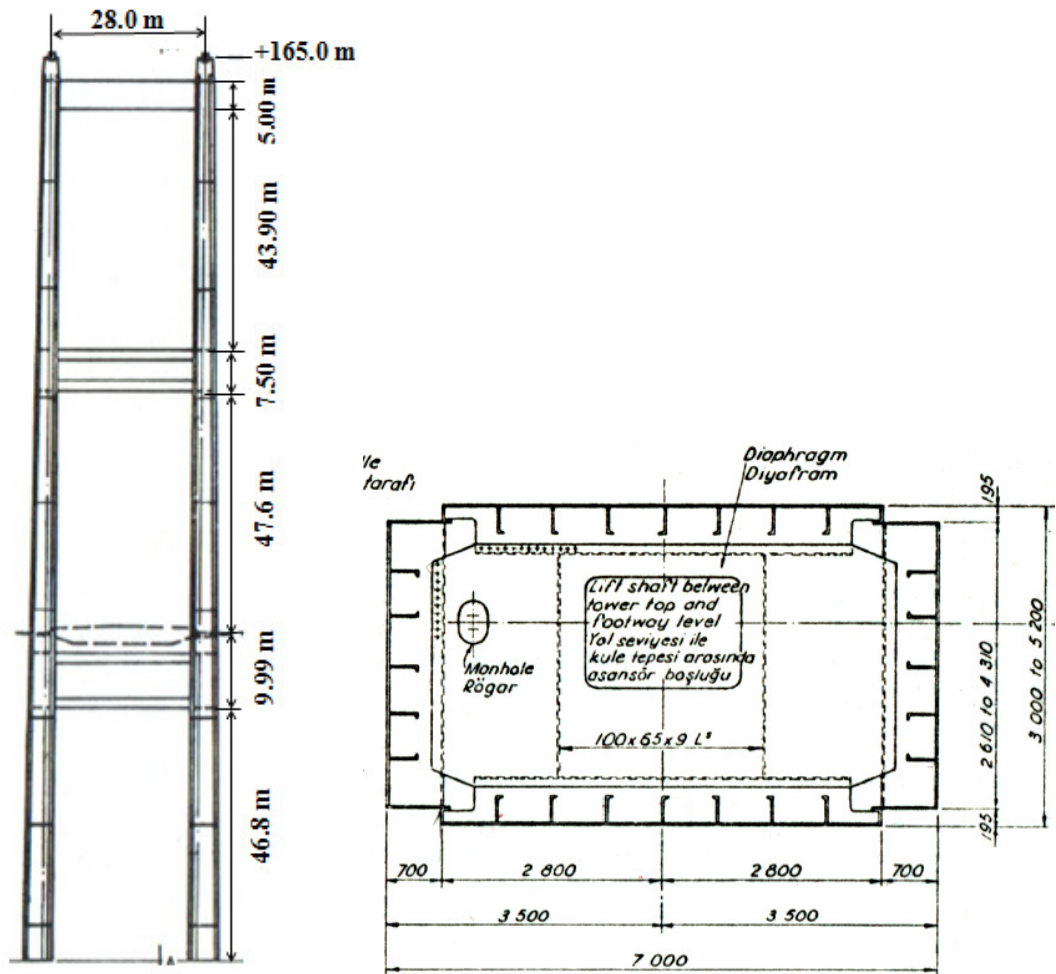 28.0 m
+165.0 m
5.00 m
43.90 m
7.50 m
47.6 m
9.99 m
46.8 m
A
tarafı
Diaphragm
Diyafram
Lift shaft between
tower top and
footway level
Yol seviyesi ile
kule tepesi arasında
asansör boşluğu
Manhole
Rögar
100x65x9 Lˢ
195
2 610 to 4 310
3 000 to 5 200
195
700
2 800
2 800
700
3 500
3 500
7 000